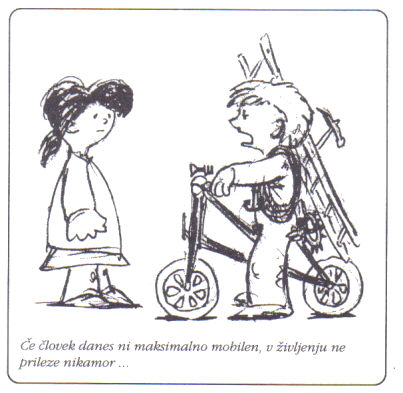 Če človek danes ni maksimalno mobilen, v življenju ne
prileze nikamor ...